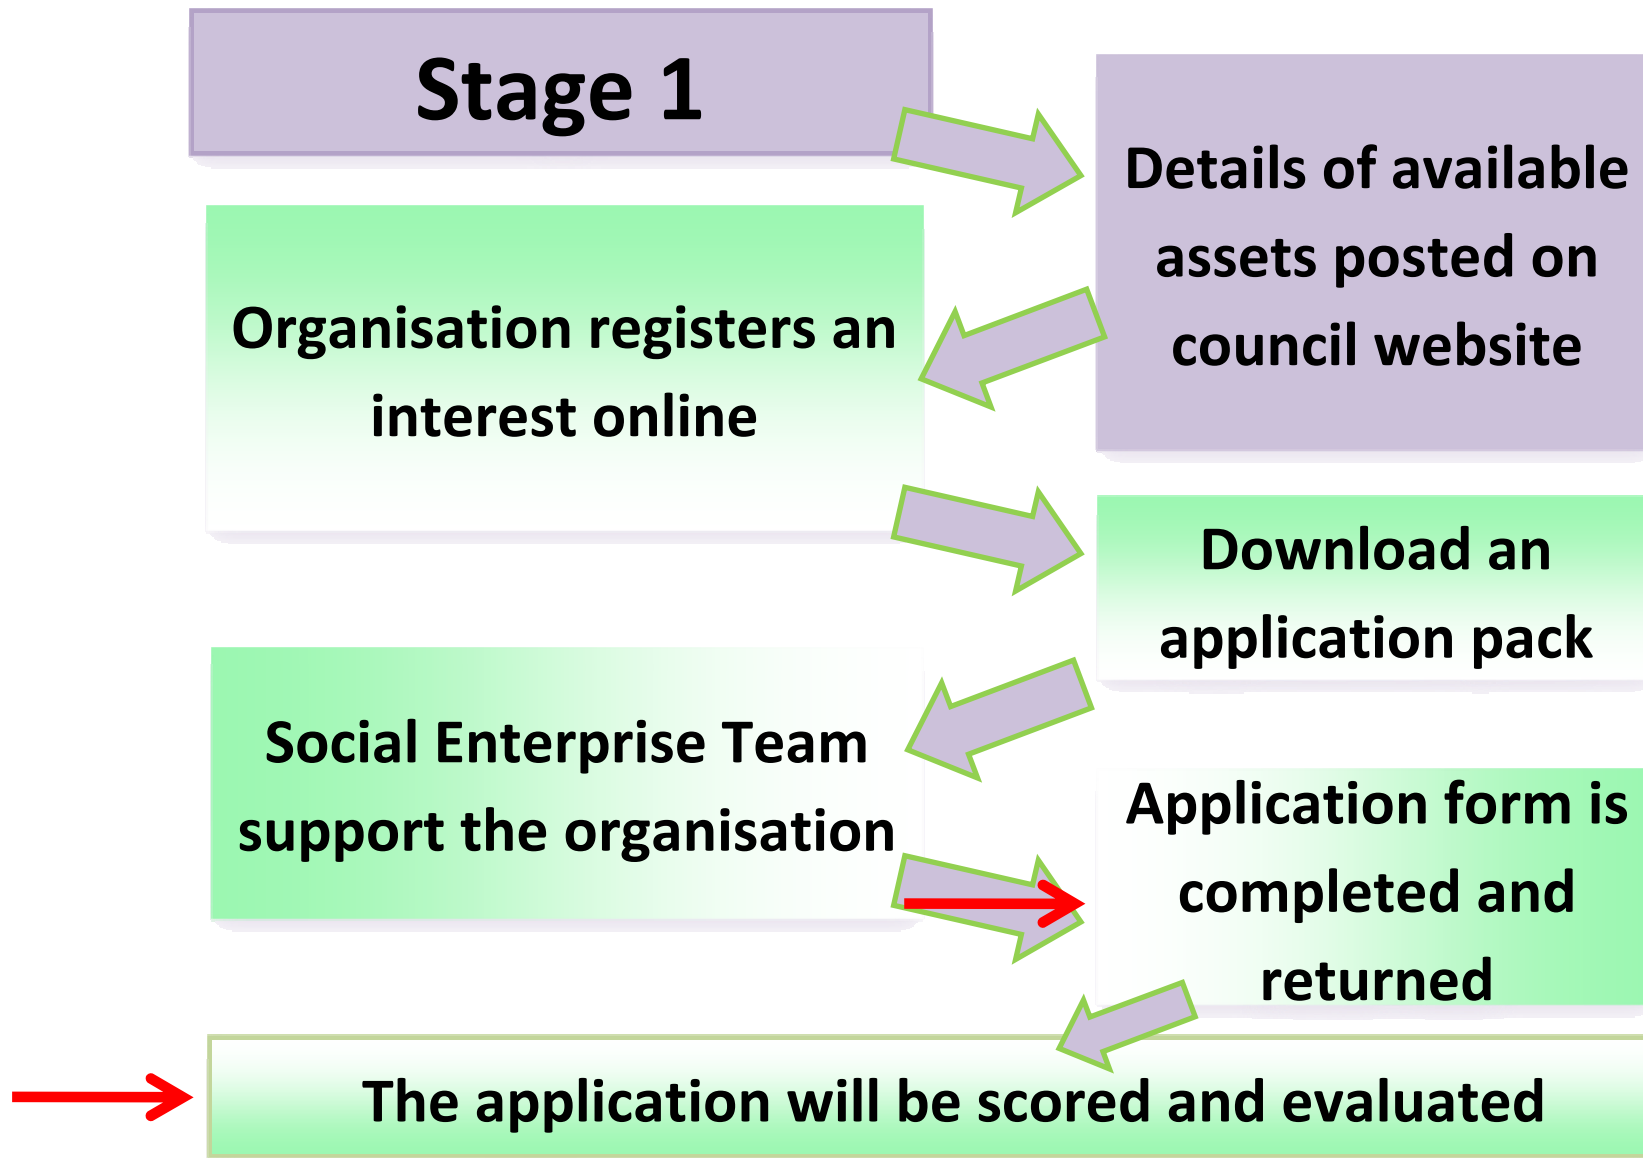 Stage 1
Details of available
assets posted on
council website
Organisation registers an
interest online
Download an
application pack
Social Enterprise Team
support the organisation
Application form is
completed and
returned
The application will be scored and evaluated